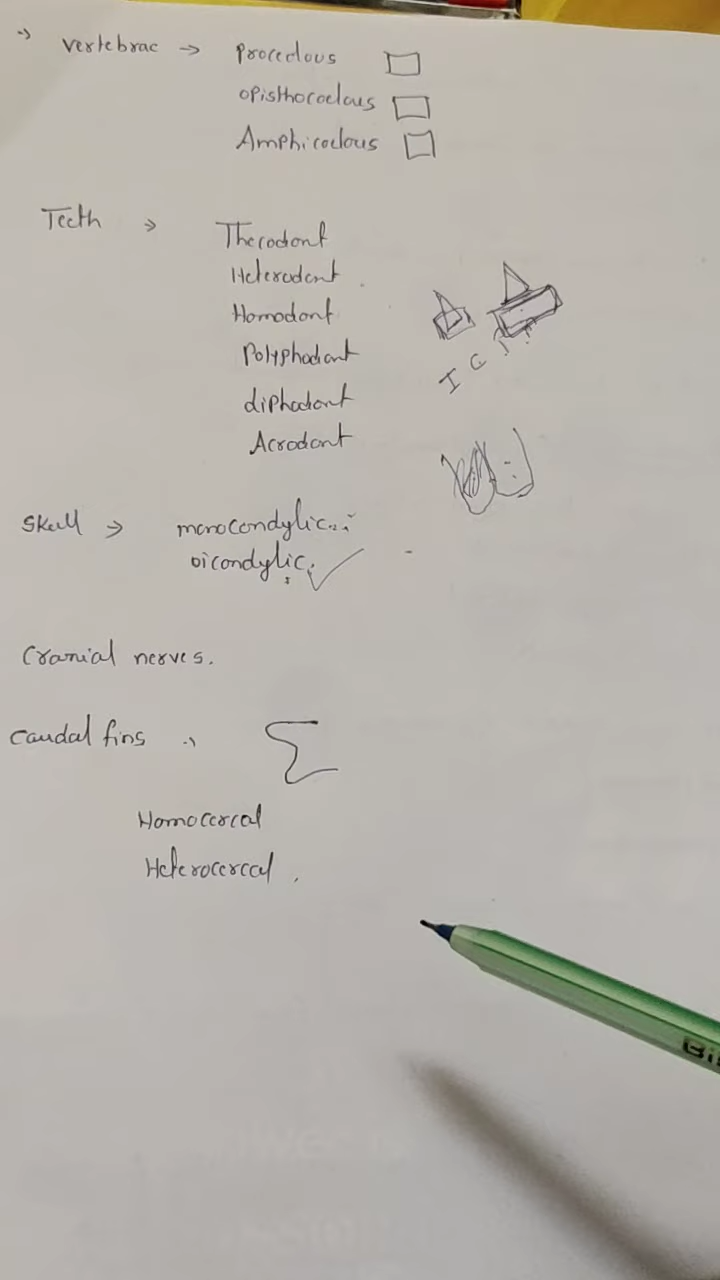 vertebrae → procelous
opisthocoelous
Amphicoelous
Teeth → Thecodont
Heterodont
Homodont
Polyphodont
diphodont
Acrodont
I C
Skull → monocondylic
Dicondylic
Cranial nerves.
Caudal fins →
Homocercal
Heterocercal.